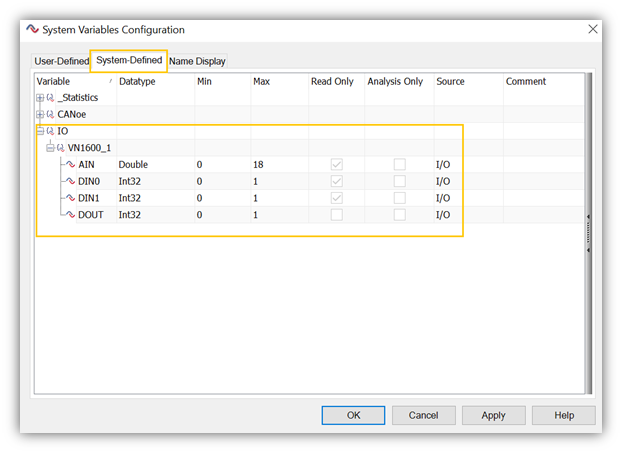 System Variables Configuration
User-Defined System-Defined Name Display
Variable Datatype Min Max Read Only Analysis Only Source Comment
_Statistics
CANoe
IO
VN1600_1
AIN Double 0 18 I/O
DIN0 Int32 0 1 I/O
DIN1 Int32 0 1 I/O
DOUT Int32 0 1 I/O
OK Cancel Apply Help